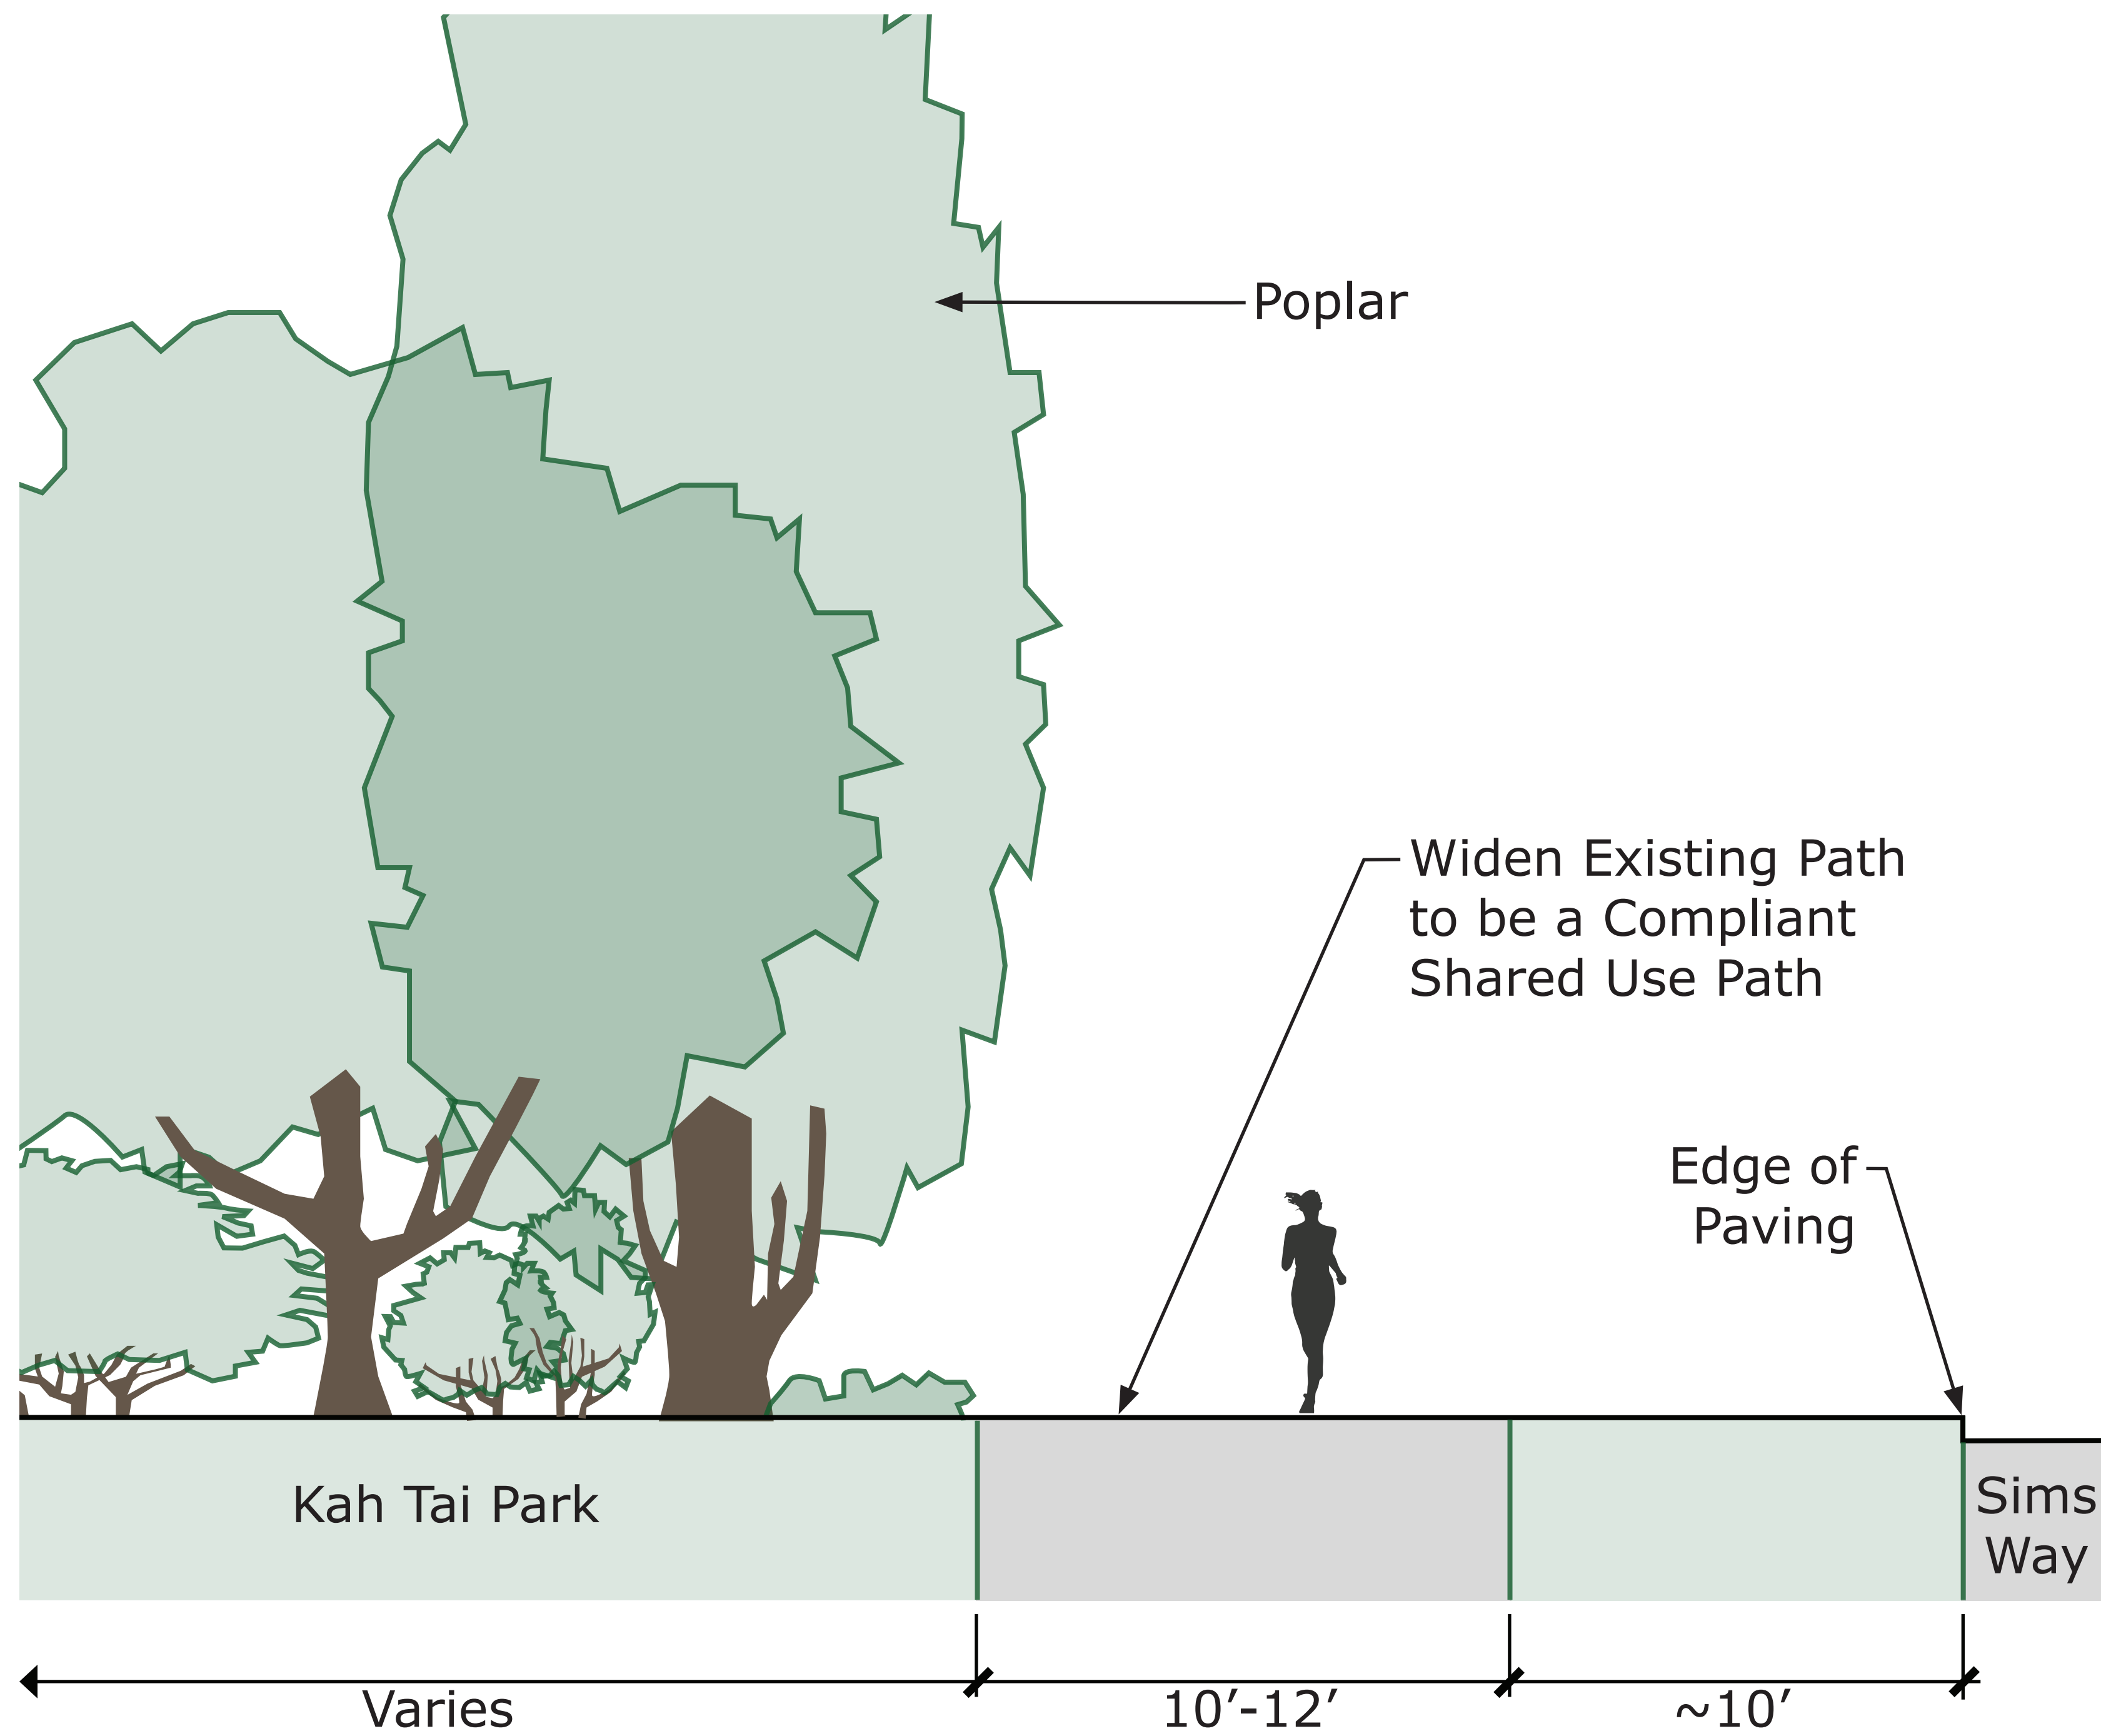 Poplar
Widen Existing Path
to be a Compliant
Shared Use Path
Edge of
Paving
Kah Tai Park
Sims
Way
Varies
10′-12′
~10′